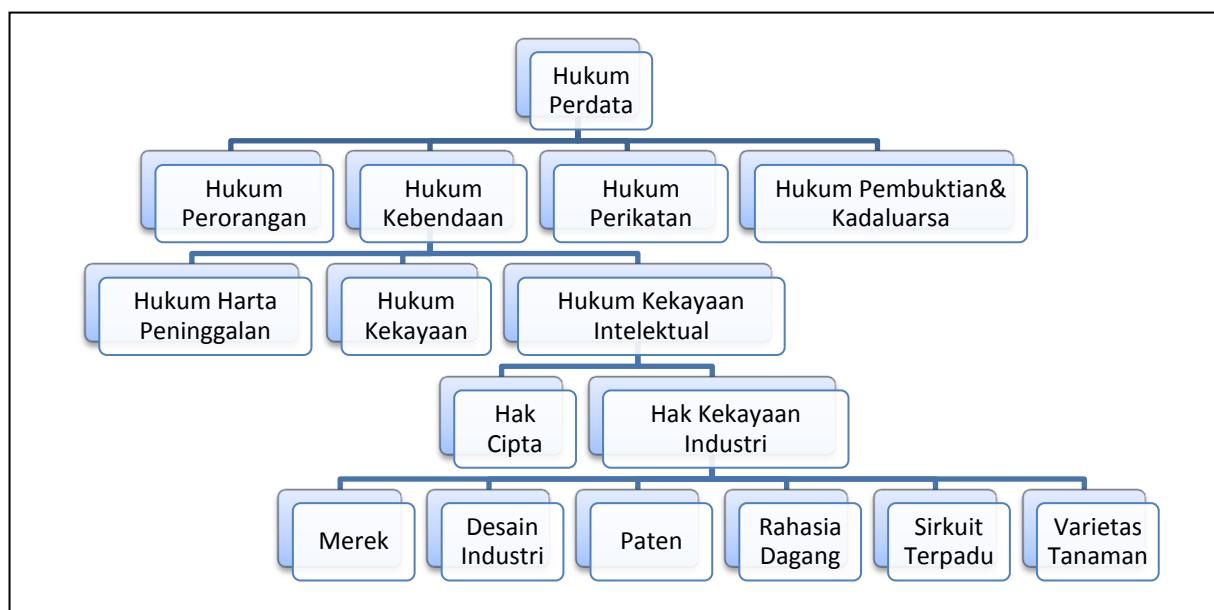 Hukum
Perdata
Hukum
Perorangan
Hukum
Kebendaan
Hukum
Perikatan
Hukum Pembuktian&
Kadaluarsa
Hukum Harta
Peninggalan
Hukum
Kekayaan
Hukum Kekayaan
Intelektual
Hak
Cipta
Hak Kekayaan
Industri
Merek
Desain
Industri
Paten
Rahasia
Dagang
Sirkuit
Terpadu
Varietas
Tanaman